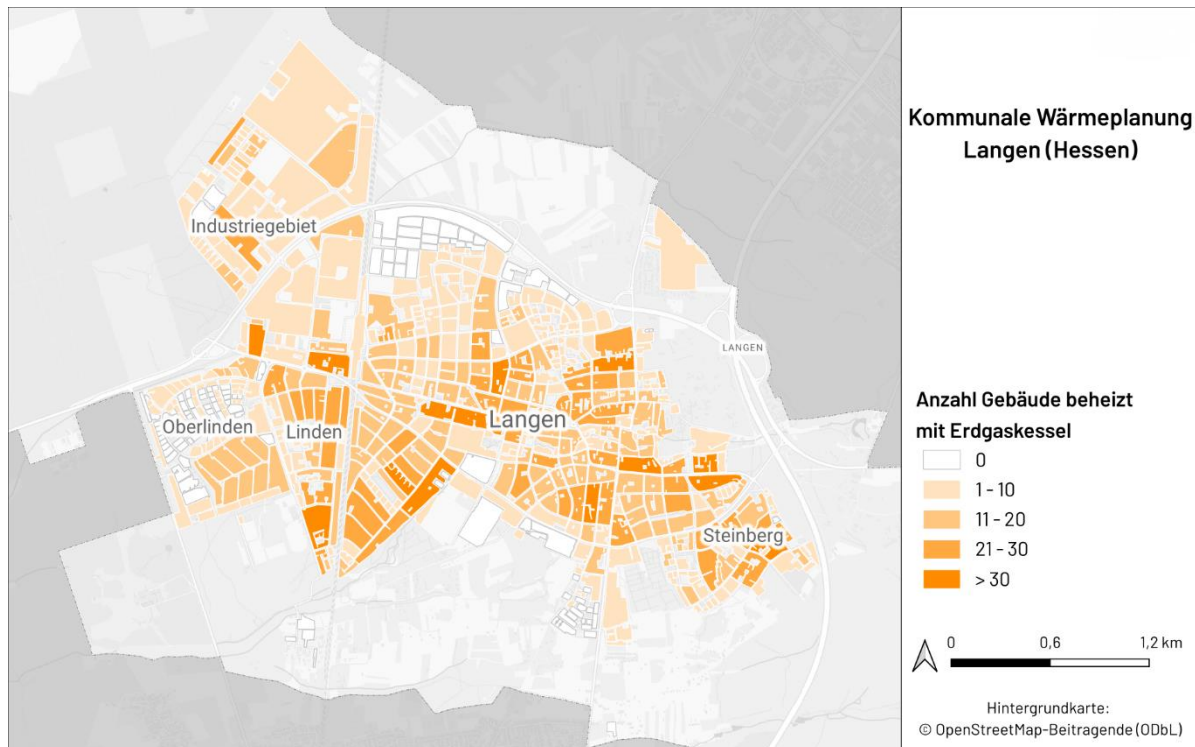 Kommunale Wärmeplanung
Langen (Hessen)
Industriegebiet
LANGEN
Oberlinden
Linden
Langen
Steinberg
Anzahl Gebäude beheizt
mit Erdgaskessel
0
1 - 10
11 - 20
21 - 30
> 30
0 0,6 1,2 km
Hintergrundkarte:
© OpenStreetMap-Beitragende (ODbL)